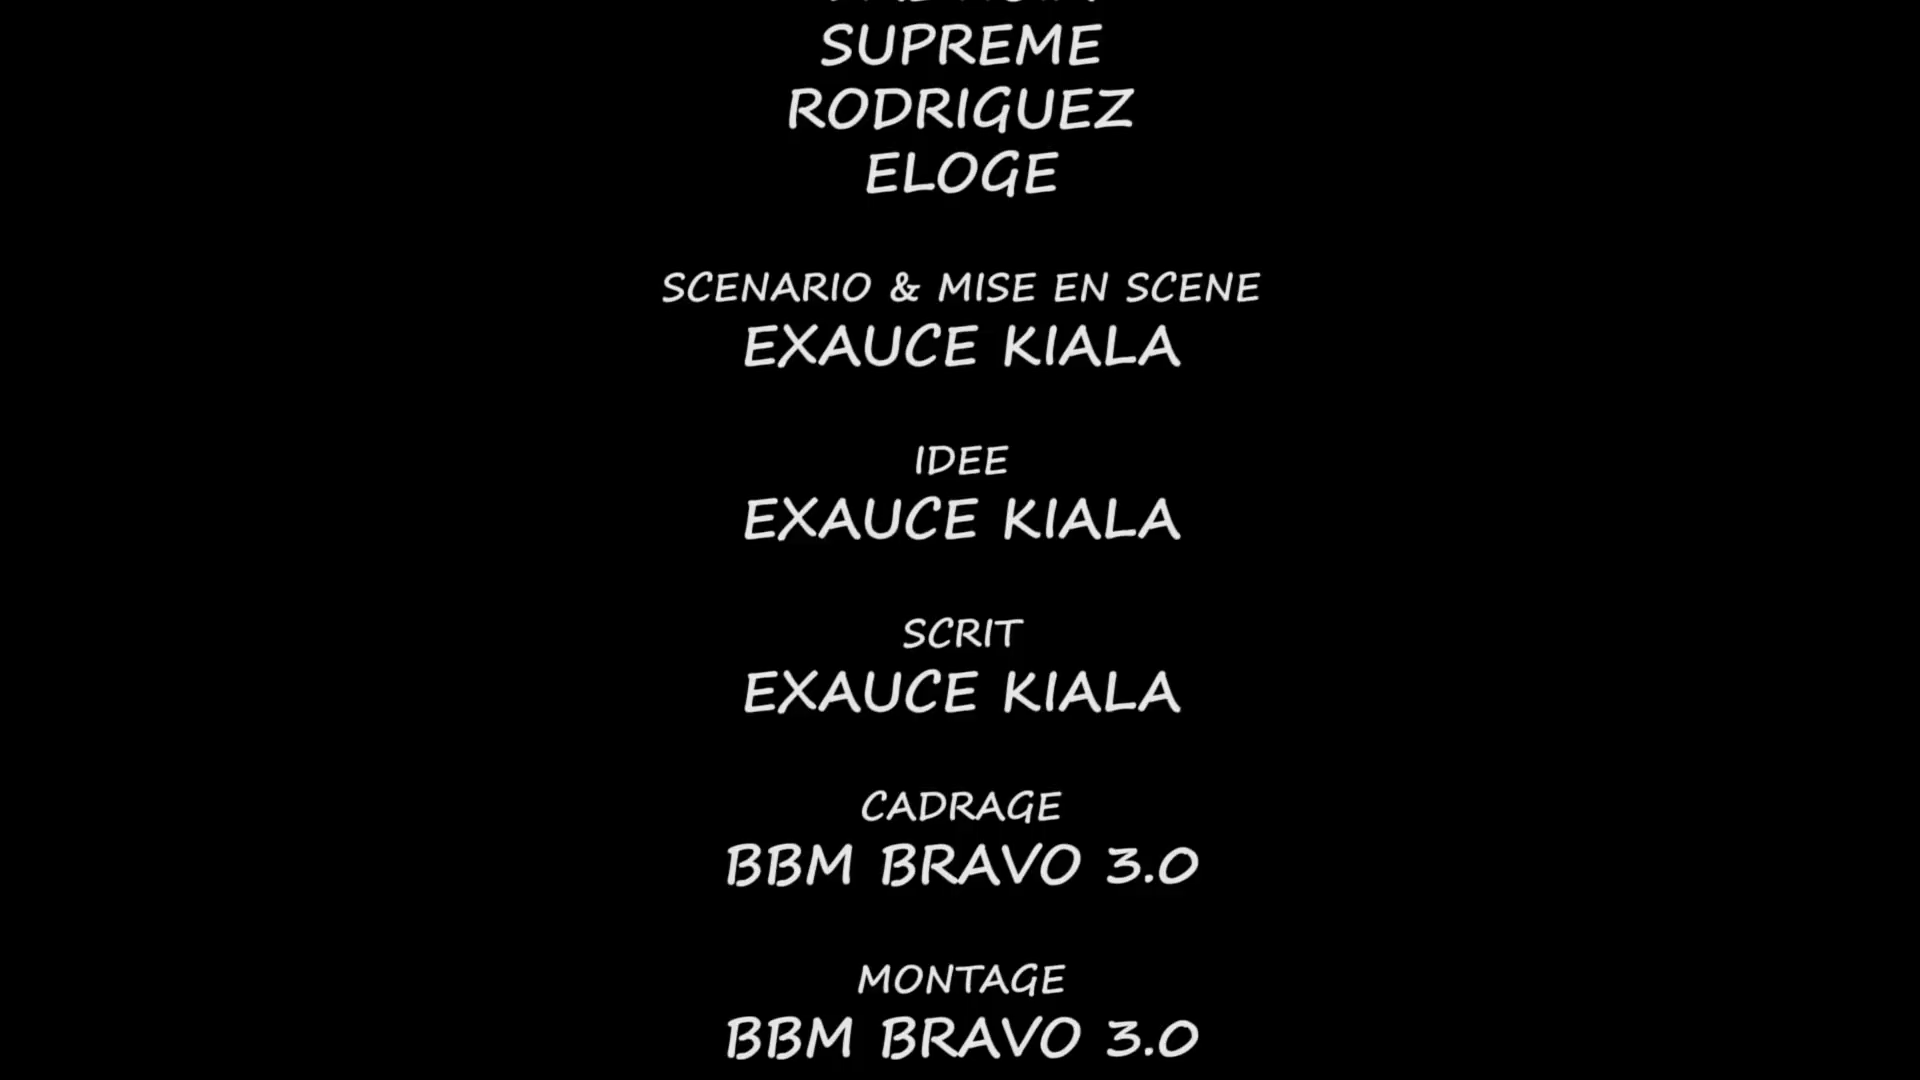 SUPREME
RODRIGUEZ
ELOGE
SCENARIO & MISE EN SCENE
EXAUCE KIALA
IDEE
EXAUCE KIALA
SCRIT
EXAUCE KIALA
CADRAGE
BBM BRAVO 3.0
MONTAGE
BBM BRAVO 3.0